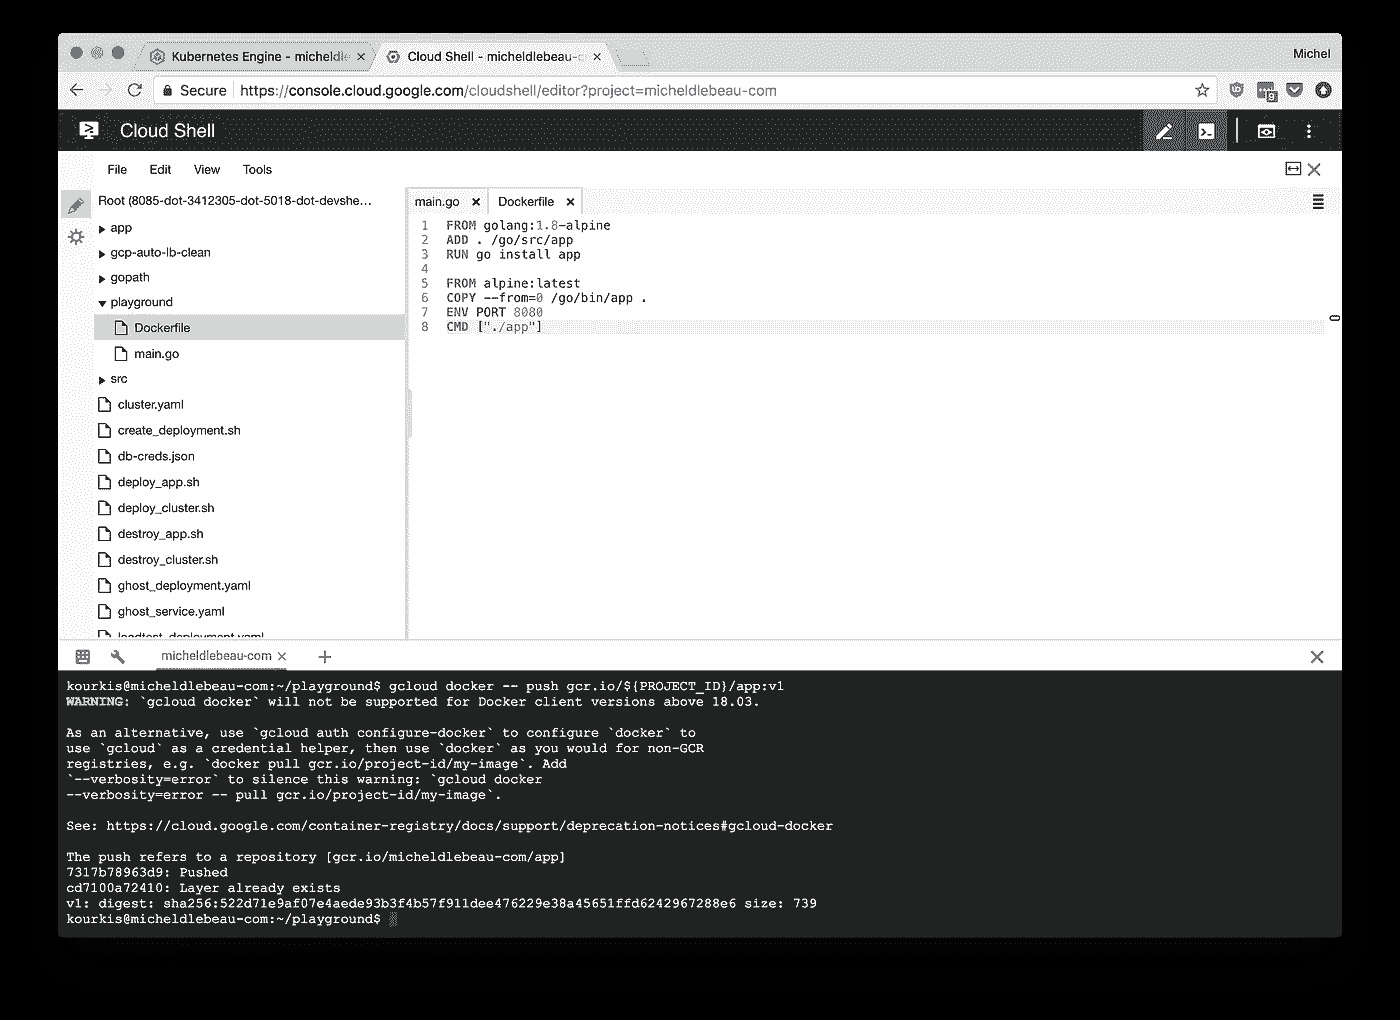 Kubernetes Engine - micheldle
Cloud Shell - micheldlebeau-c
Michel
Secure
https://console.cloud.google.com/cloudshell/editor?project=micheldlebeau-com
9
Cloud Shell
File Edit View Tools
Root (8085-dot-3412305-dot-5018-dot-devshe...
app
gcp-auto-lb-clean
gopath
playground
Dockerfile
main.go
src
cluster.yaml
create_deployment.sh
db-creds.json
deploy_app.sh
deploy_cluster.sh
destroy_app.sh
destroy_cluster.sh
ghost_deployment.yaml
ghost_service.yaml
loadtest_deployment.yaml
main.go Dockerfile
1 FROM golang:1.8-alpine
2 ADD . /go/src/app
3 RUN go install app
4
5 FROM alpine:latest
6 COPY --from=0 /go/bin/app .
7 ENV PORT 8080
8 CMD ["./app"]
micheldlebeau-com
kourkis@micheldlebeau-com:~/playground$ gcloud docker -- push gcr.io/${PROJECT_ID}/app:v1
WARNING: `gcloud docker` will not be supported for Docker client versions above 18.03.
As an alternative, use `gcloud auth configure-docker` to configure `docker` to
use `gcloud` as a credential helper, then use `docker` as you would for non-GCR
registries, e.g. `docker pull gcr.io/project-id/my-image`. Add
`--verbosity=error` to silence this warning: `gcloud docker
--verbosity=error -- pull gcr.io/project-id/my-image`.
See: https://cloud.google.com/container-registry/docs/support/deprecation-notices#gcloud-docker
The push refers to a repository [gcr.io/micheldlebeau-com/app]
7317b78963d9: Pushed
cd7100a72410: Layer already exists
v1: digest: sha256:522d71e9af07e4aede93b3f4b57f911dee476229e38a45651ffd6242967288e6 size: 739
kourkis@micheldlebeau-com:~/playground$